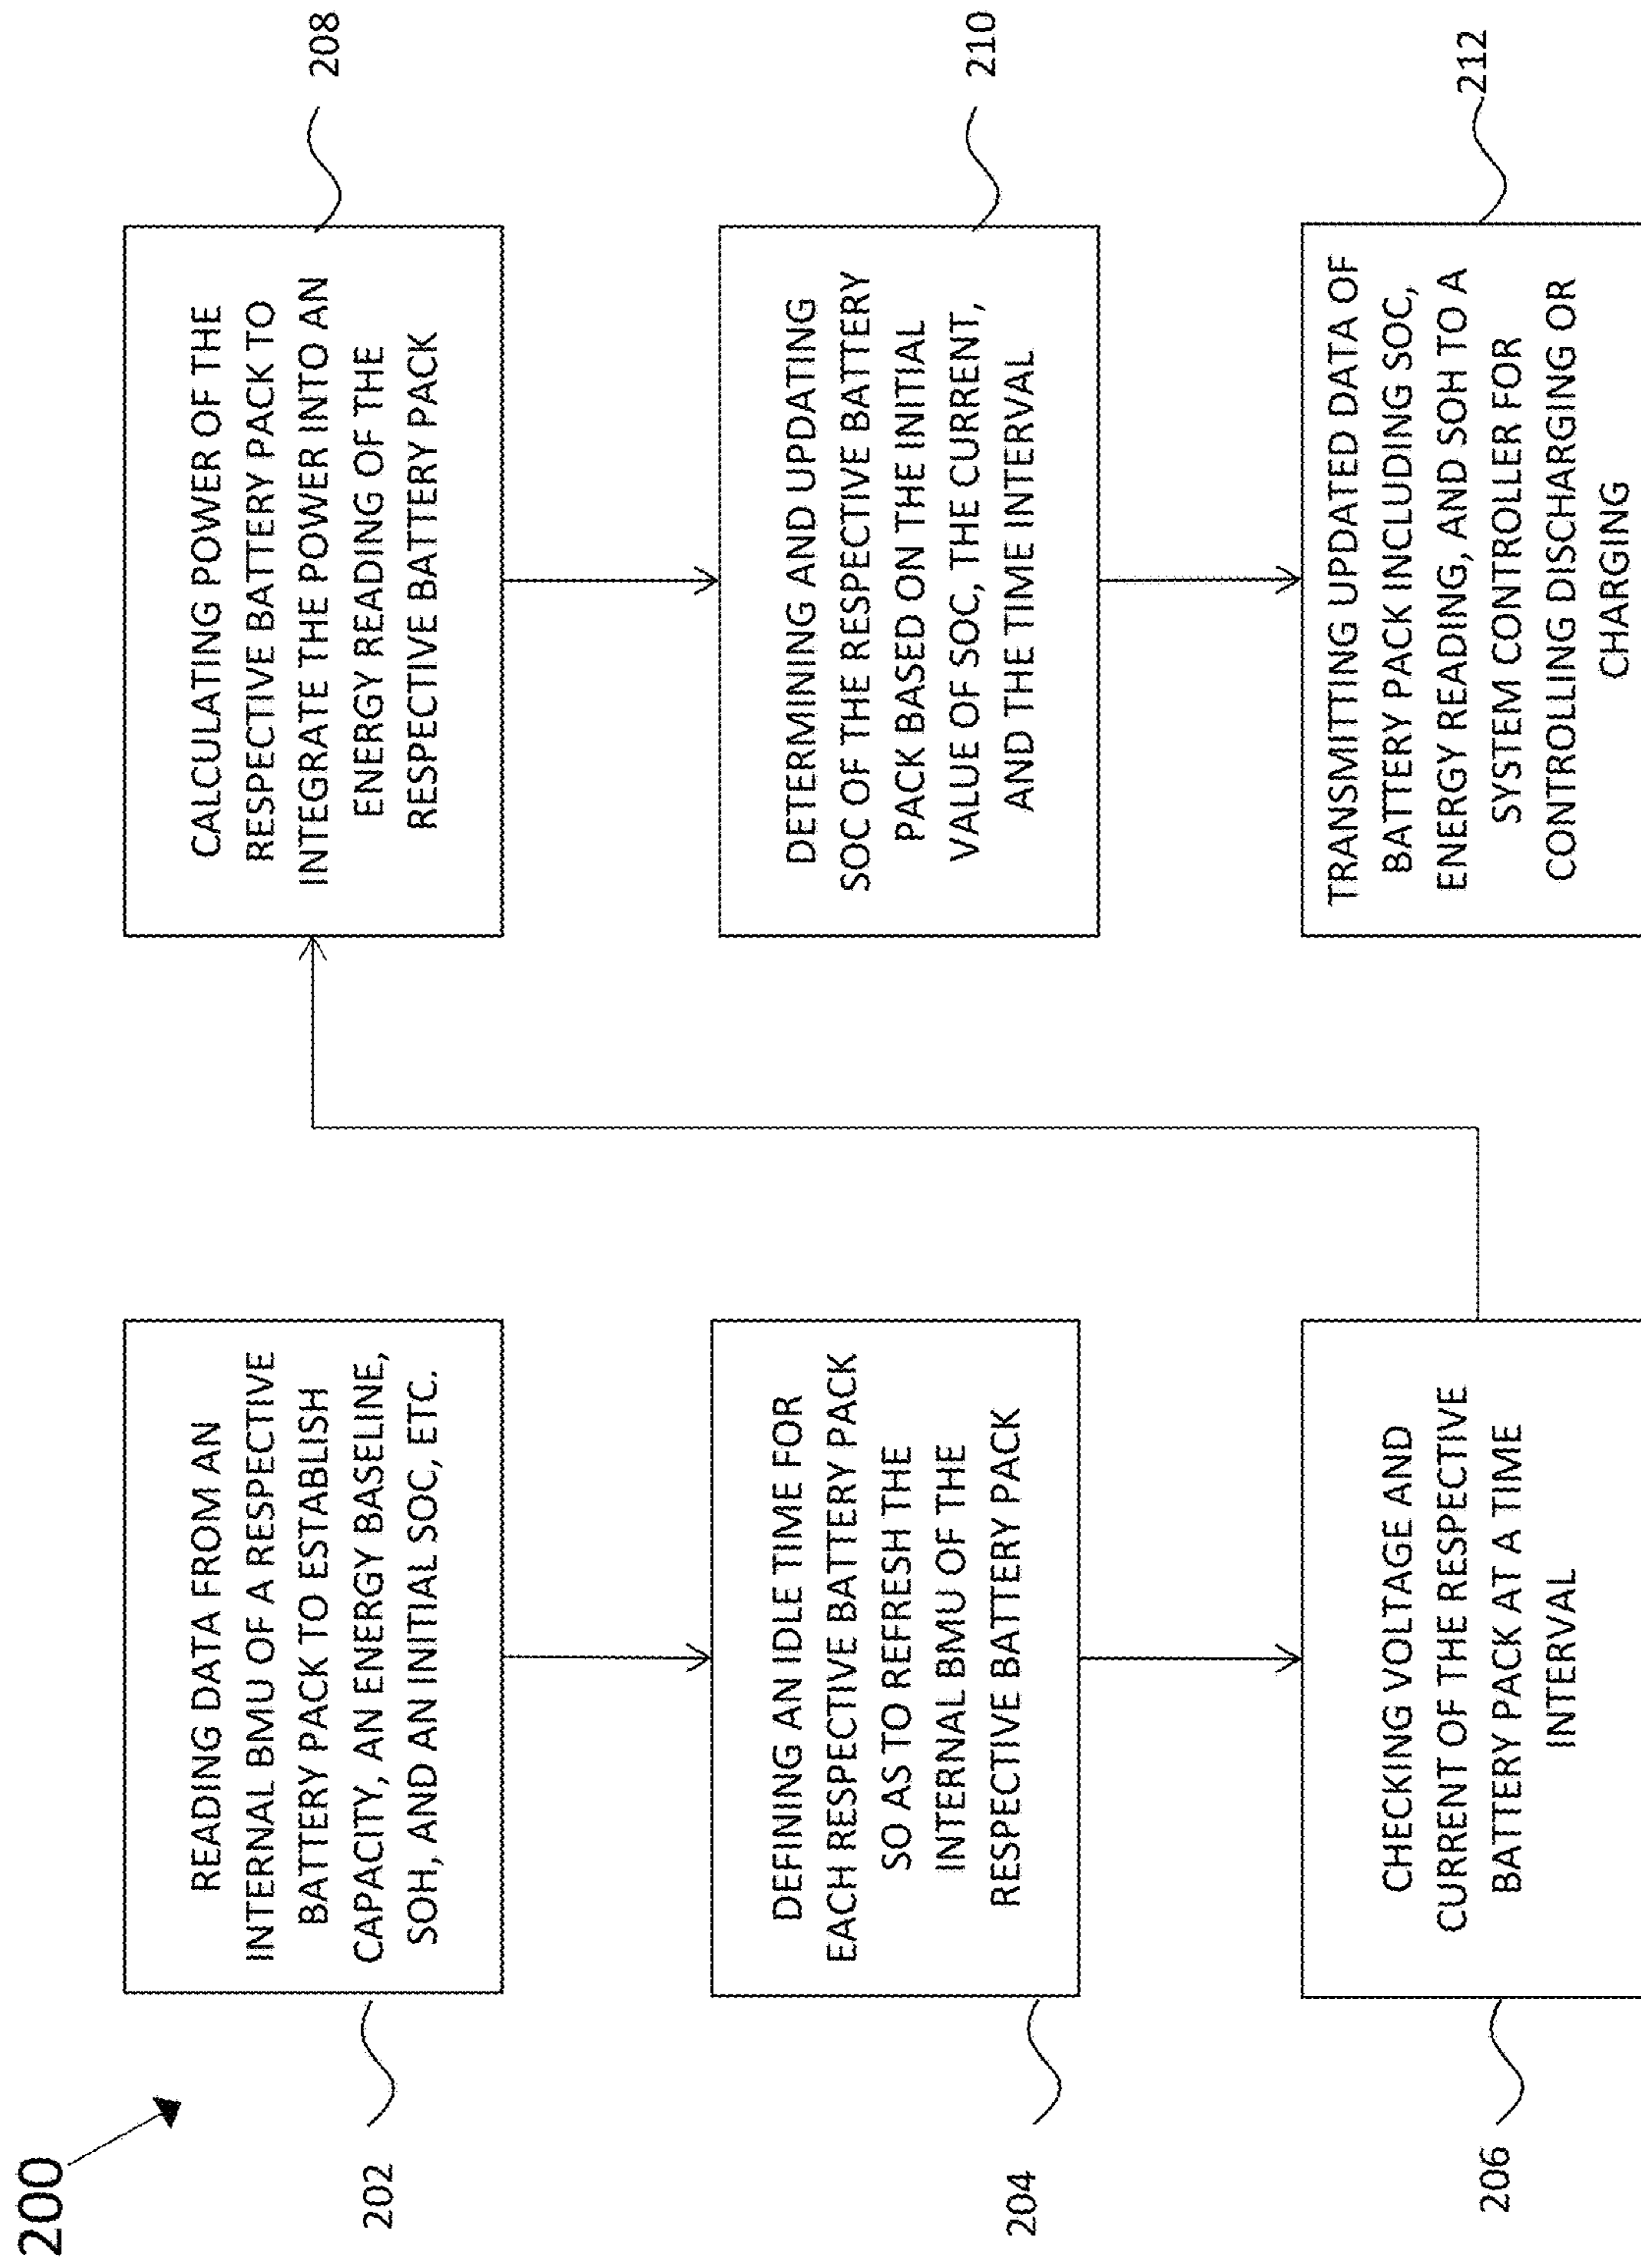 200
202
READING DATA FROM AN
INTERNAL BMU OF A RESPECTIVE
BATTERY PACK TO ESTABLISH
CAPACITY, AN ENERGY BASELINE,
SOH, AND AN INITIAL SOC, ETC.
204
DEFINING AN IDLE TIME FOR
EACH RESPECTIVE BATTERY PACK
SO AS TO REFRESH THE
INTERNAL BMU OF THE
RESPECTIVE BATTERY PACK
206
CHECKING VOLTAGE AND
CURRENT OF THE RESPECTIVE
BATTERY PACK AT A TIME
INTERVAL
208
CALCULATING POWER OF THE
RESPECTIVE BATTERY PACK TO
INTEGRATE THE POWER INTO AN
ENERGY READING OF THE
RESPECTIVE BATTERY PACK
210
DETERMINING AND UPDATING
SOC OF THE RESPECTIVE BATTERY
PACK BASED ON THE INITIAL
VALUE OF SOC, THE CURRENT,
AND THE TIME INTERVAL
212
TRANSMITTING UPDATED DATA OF
BATTERY PACK INCLUDING SOC,
ENERGY READING, AND SOH TO A
SYSTEM CONTROLLER FOR
CONTROLLING DISCHARGING OR
CHARGING